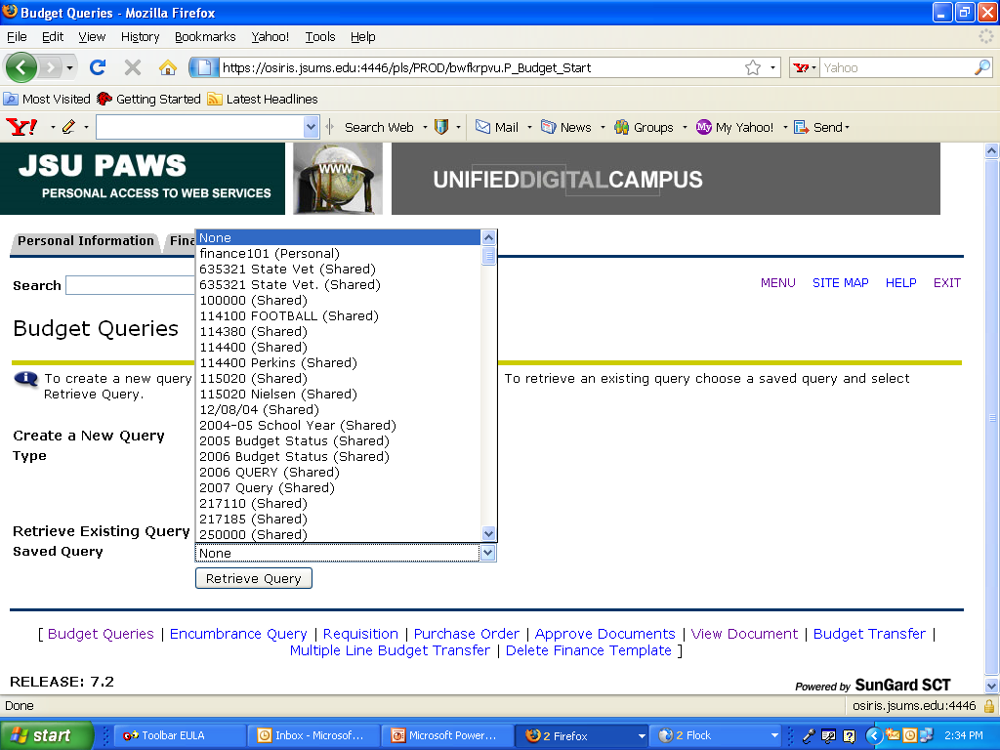 Budget Queries - Mozilla Firefox
File Edit View History Bookmarks Yahoo! Tools Help
https://osiris.jsums.edu:4446/pls/PROD/bwfkrpvu.P_Budget_Start
Yahoo
Most Visited Getting Started Latest Headlines
Y! Search Web Mail News Groups My My Yahoo! Send
JSU PAWS
PERSONAL ACCESS TO WEB SERVICES
WWW
UNIFIEDDIGITALCAMPUS
Personal Information Fina
Search
MENU SITE MAP HELP EXIT
Budget Queries
To create a new query
To retrieve an existing query choose a saved query and select
Retrieve Query.
Create a New Query
Type
None
finance101 (Personal)
635321 State Vet (Shared)
635321 State Vet. (Shared)
100000 (Shared)
114100 FOOTBALL (Shared)
114380 (Shared)
114400 (Shared)
114400 Perkins (Shared)
115020 (Shared)
115020 Nielsen (Shared)
12/08/04 (Shared)
2004-05 School Year (Shared)
2005 Budget Status (Shared)
2006 Budget Status (Shared)
2006 QUERY (Shared)
2007 Query (Shared)
217110 (Shared)
217185 (Shared)
250000 (Shared)
Retrieve Existing Query
Saved Query
None
Retrieve Query
[ Budget Queries | Encumbrance Query | Requisition | Purchase Order | Approve Documents | View Document | Budget Transfer |
Multiple Line Budget Transfer | Delete Finance Template ]
RELEASE: 7.2
Powered by SunGard SCT
Done
osiris.jsums.edu:4446
start Toolbar EULA Inbox - Microsof... Microsoft Power... 2 Firefox 2 Flock 2:34 PM